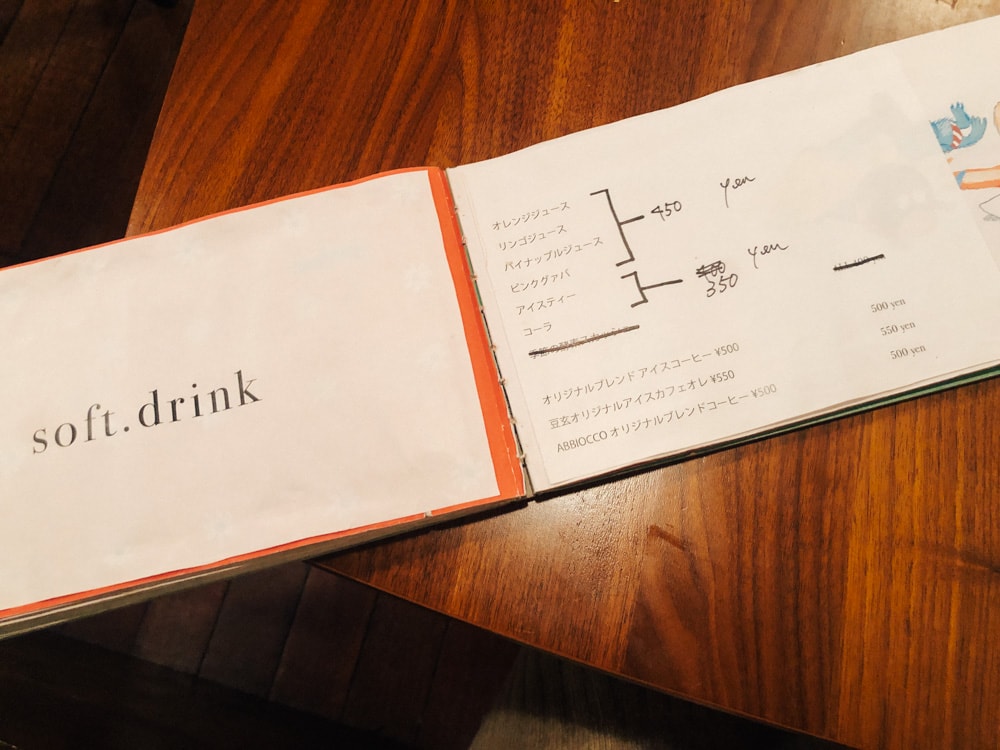 soft.drink
オレンジジュース
リンゴジュース
450 yen
パイナップルジュース
ピンクグァバ
アイスティー
350 yen
コーラ
オリジナルブレンド アイスコーヒー ¥500
500 yen
豆玄オリジナルアイスカフェオレ ¥550
550 yen
ABBIOCCO オリジナルブレンドコーヒー ¥500
500 yen